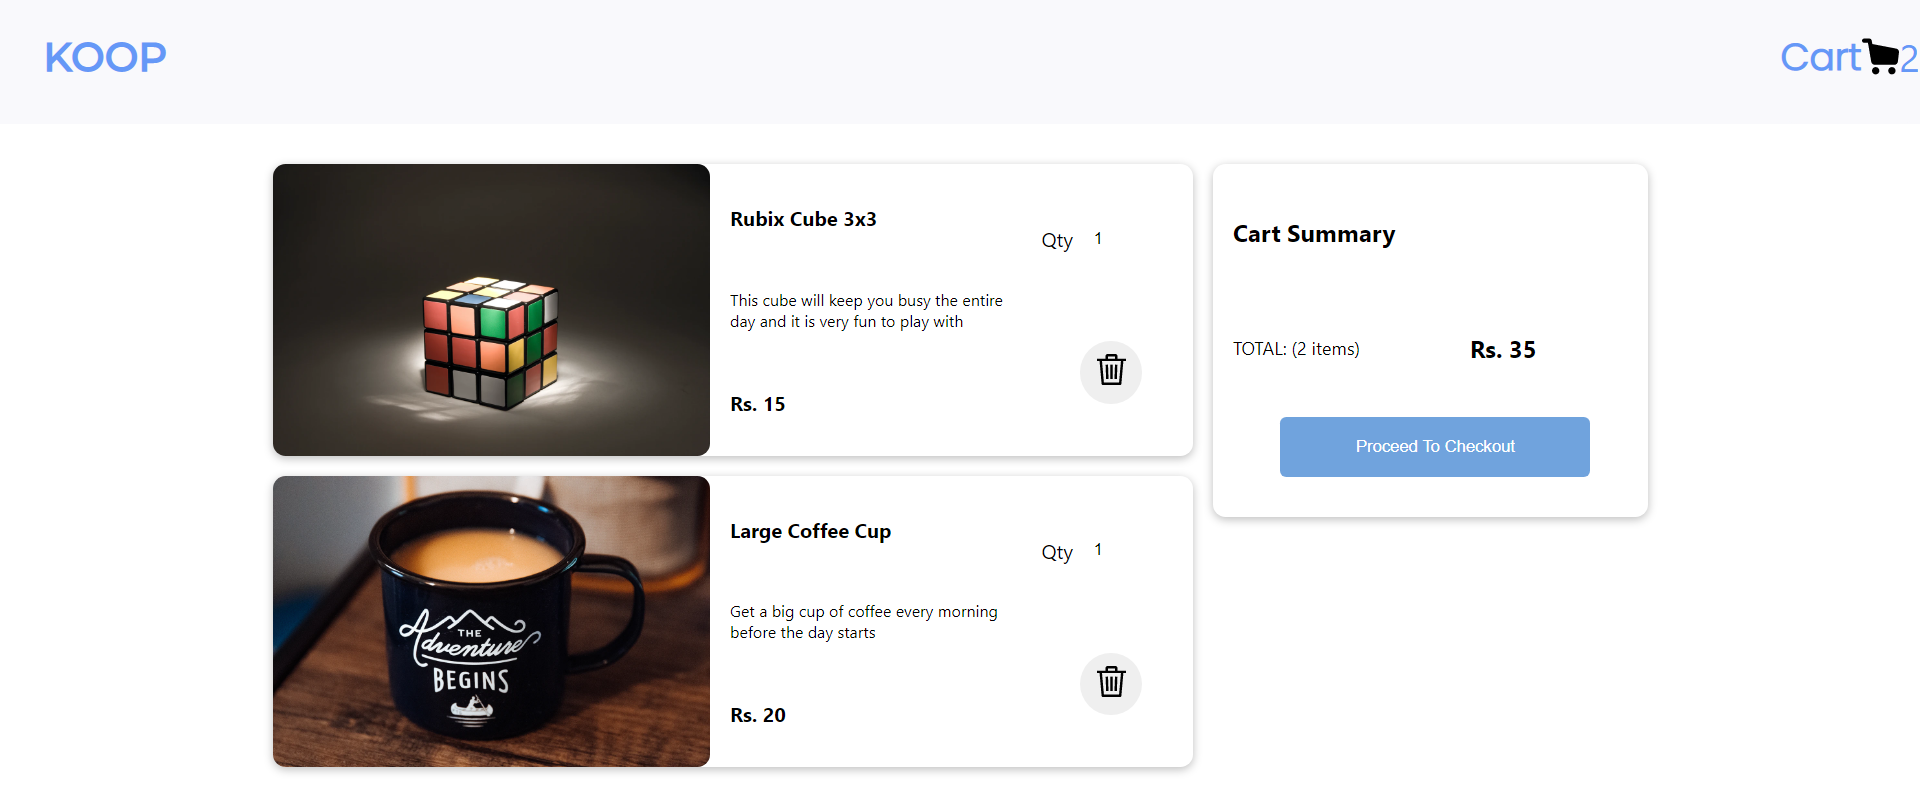 KOOP
Cart 2
Rubix Cube 3x3
Qty 1
This cube will keep you busy the entire
day and it is very fun to play with
Rs. 15
Large Coffee Cup
Qty 1
Get a big cup of coffee every morning
before the day starts
Rs. 20
THE
Adventure
BEGINS
Cart Summary
TOTAL: (2 items) Rs. 35
Proceed To Checkout